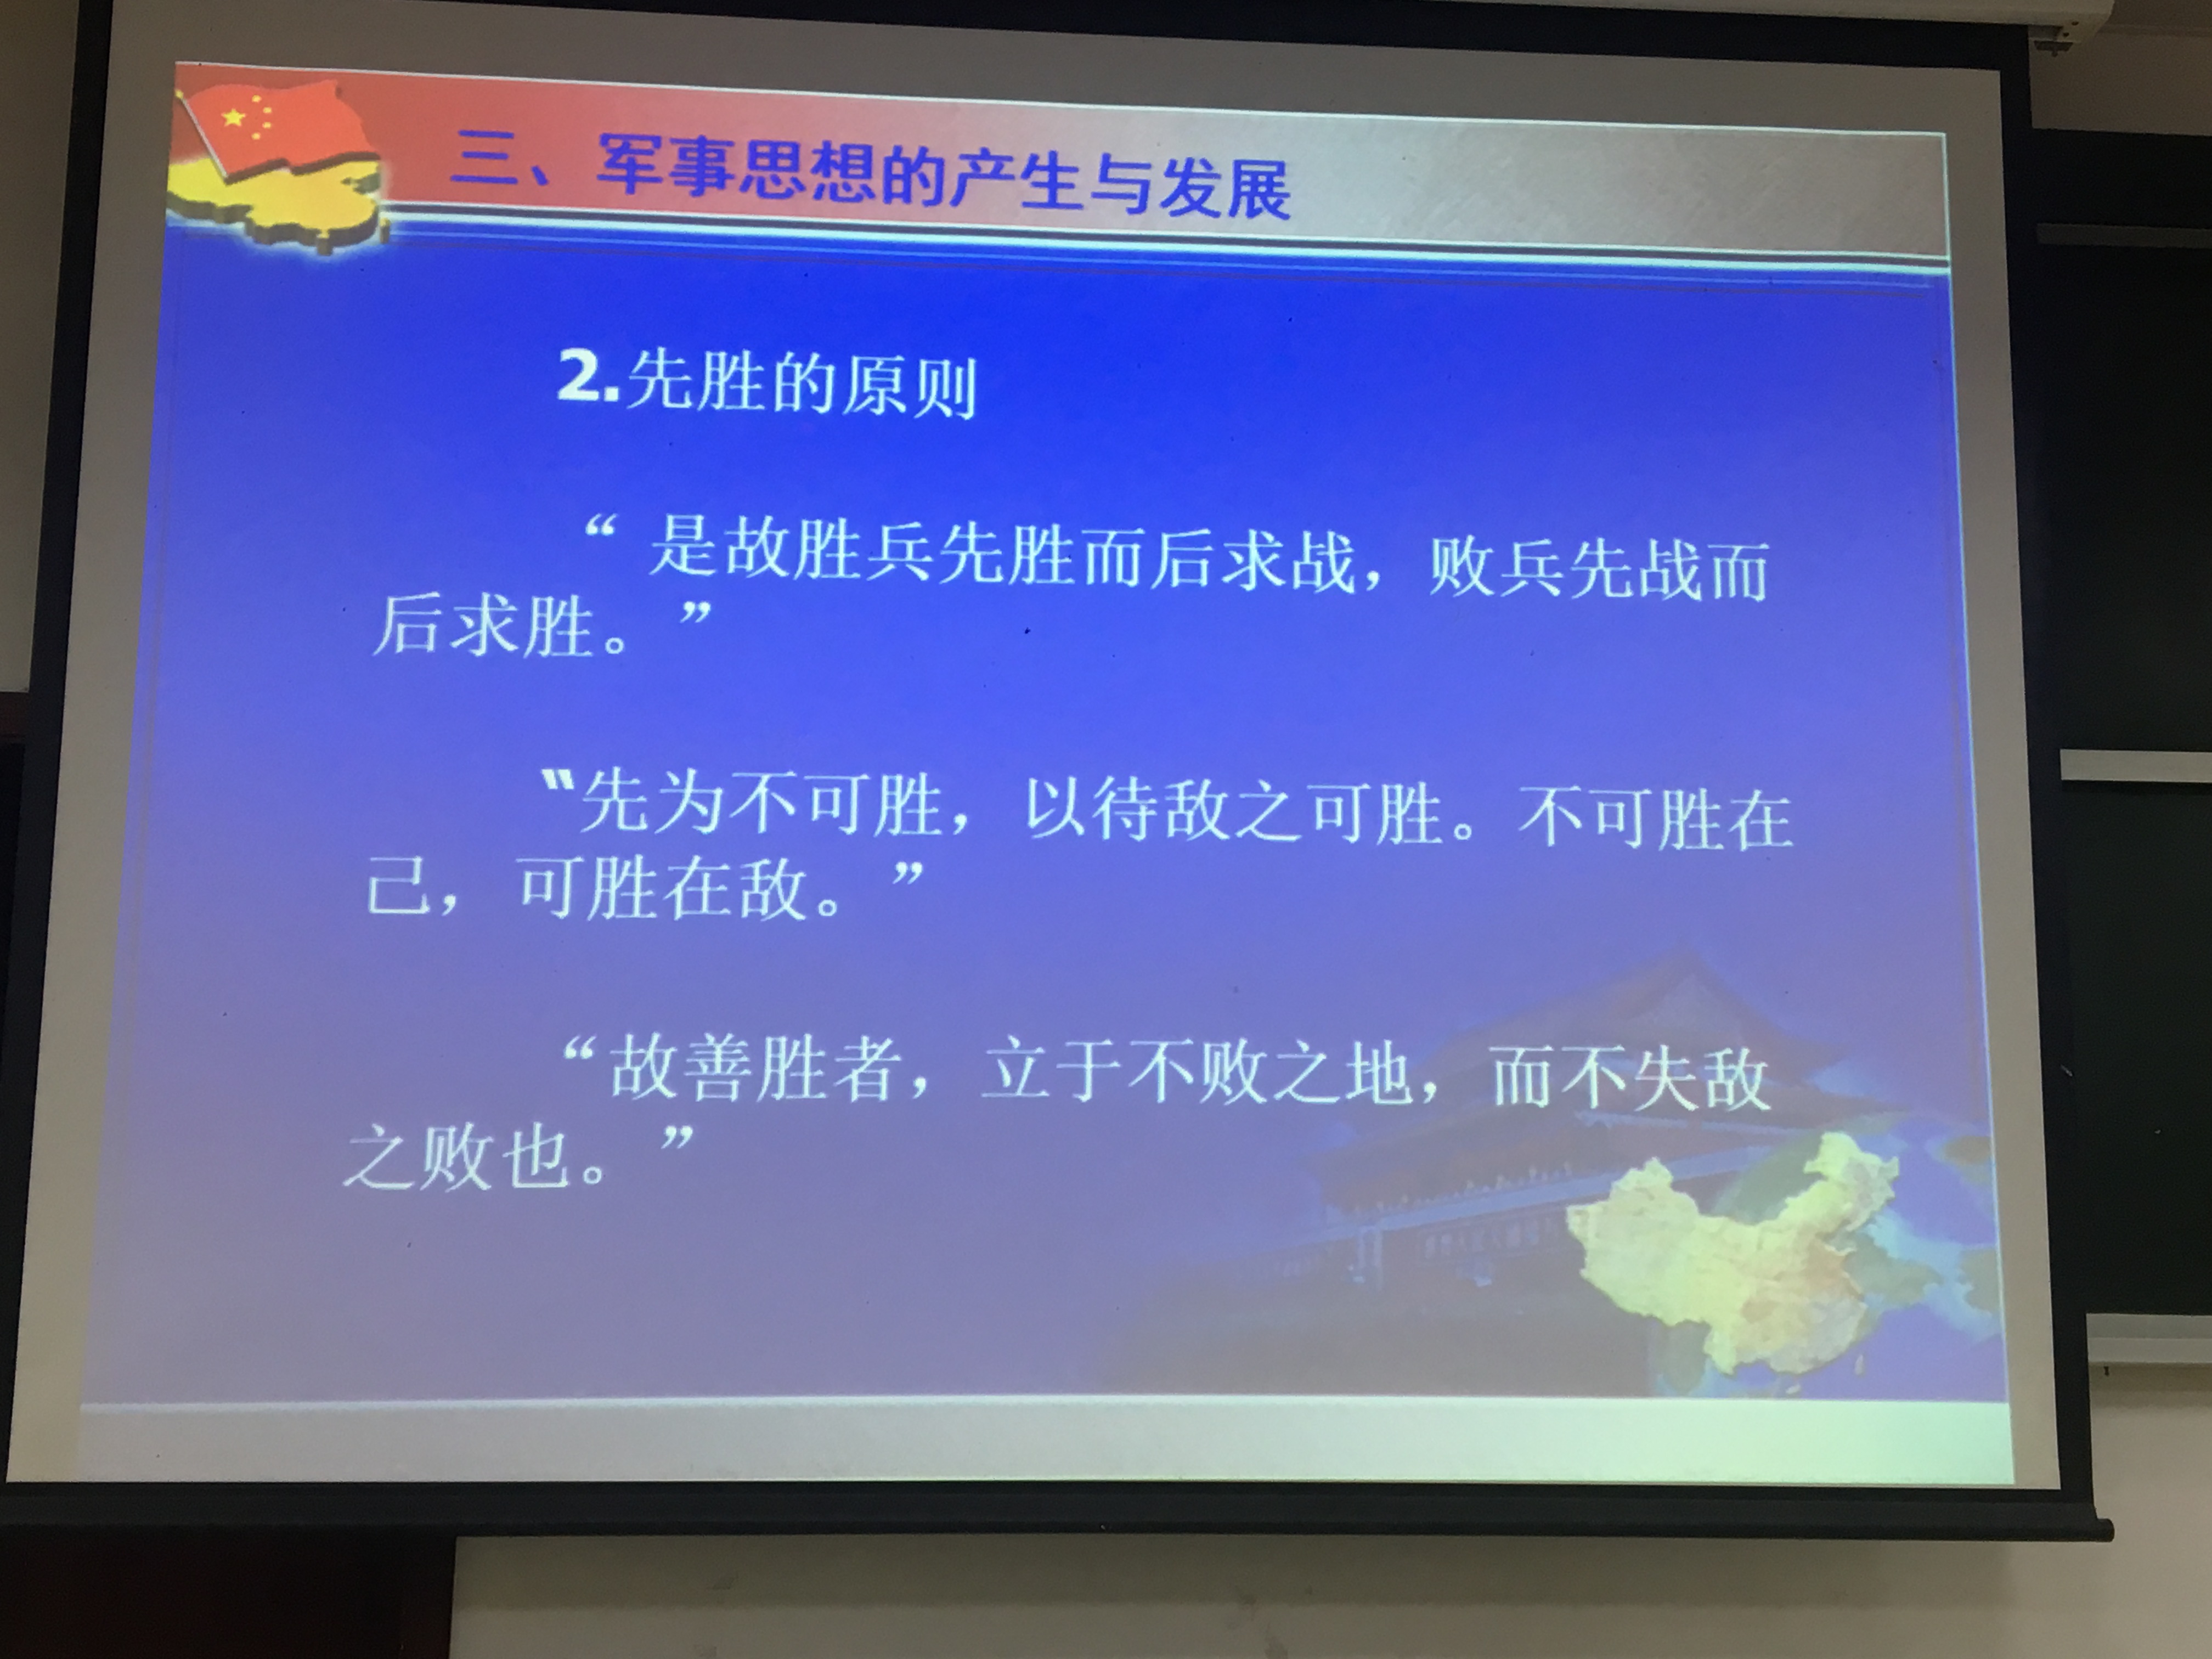 三、军事思想的产生与发展
2.先胜的原则
“ 是故胜兵先胜而后求战，败兵先战而
后求胜。”
“先为不可胜，以待敌之可胜。不可胜在
己，可胜在敌。”
“故善胜者，立于不败之地，而不失敌
之败也。”